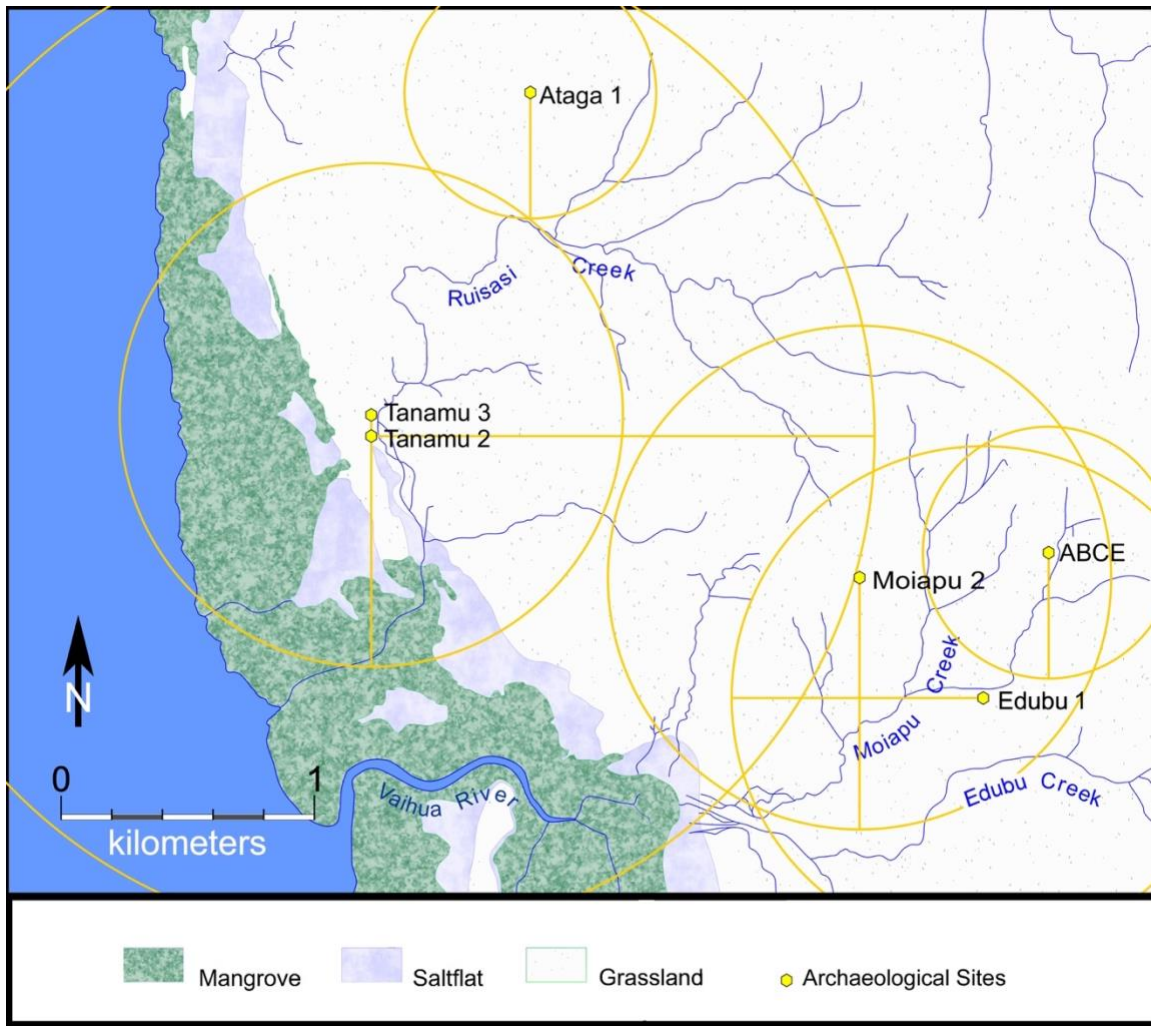 Ataga 1
Ruisasi Creek
Tanamu 3
Tanamu 2
ABCE
Moiapu 2
Edubu 1
Moiapu Creek
Edubu Creek
N
0 1
kilometers
Vaihua River
Mangrove
Saltflat
Grassland
Archaeological Sites